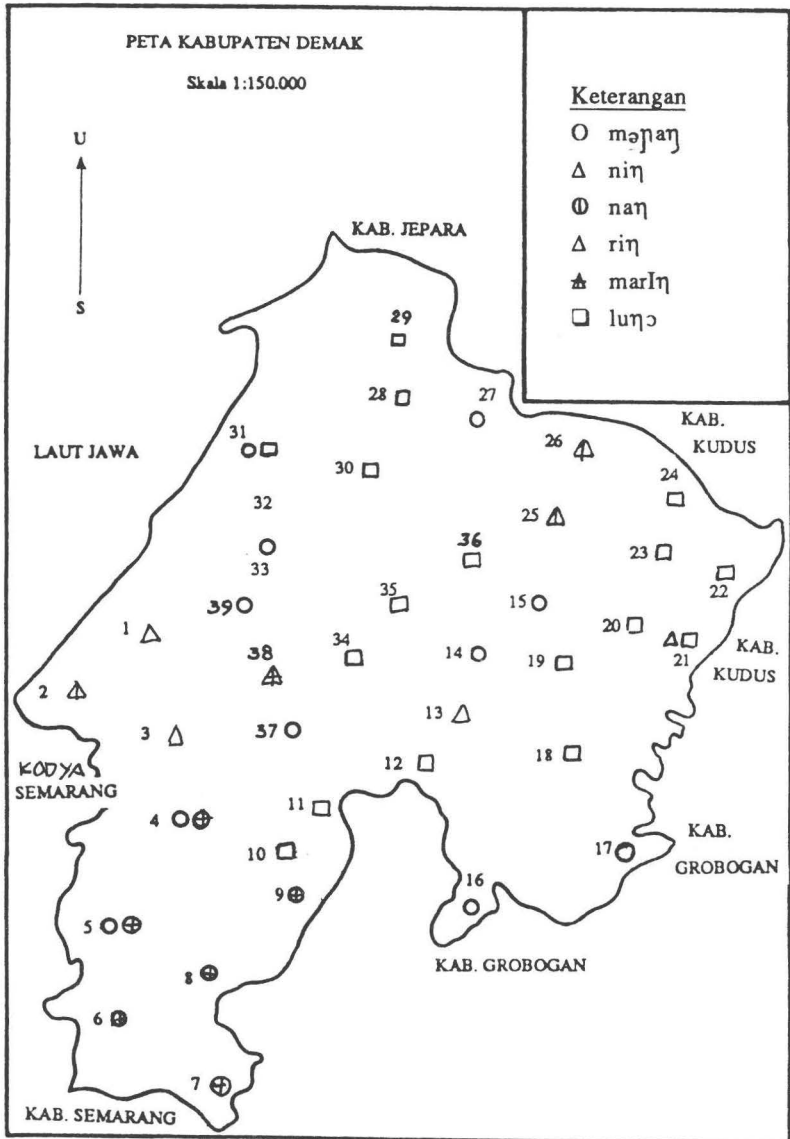 PETA KABUPATEN DEMAK
Skala 1:150.000
U
S
Keterangan
məɲaŋ
niŋ
naŋ
riŋ
marIŋ
luŋɔ
KAB. JEPARA
29
28
27
KAB.
KUDUS
LAUT JAWA
31
26
30
24
32
25
36
23
33
22
39
35
15
1
20
38
34
14
19
21
KAB.
KUDUS
2
13
3
37
12
18
KODYA
SEMARANG
11
4
10
17
KAB.
GROBOGAN
9
16
5
KAB. GROBOGAN
8
6
7
KAB. SEMARANG